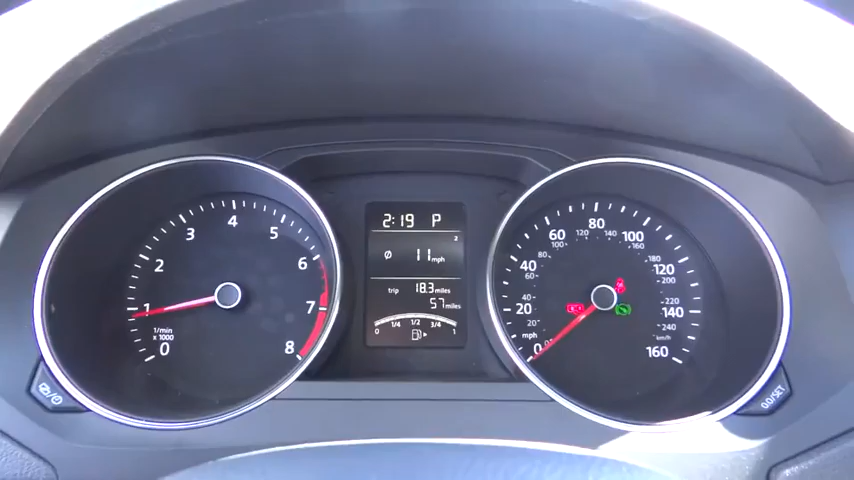 2:19 P
2
Ø 11 mph
trip 18.3 miles
57 miles
0 1/4 1/2 3/4 1
0 1 2 3 4 5 6 7 8
1/min
x 1000
0 20 40 60 80 100 120 140 160
mph
20 40 60 80 100 120 140 160 180 200 220 240
km/h
0.0/SET